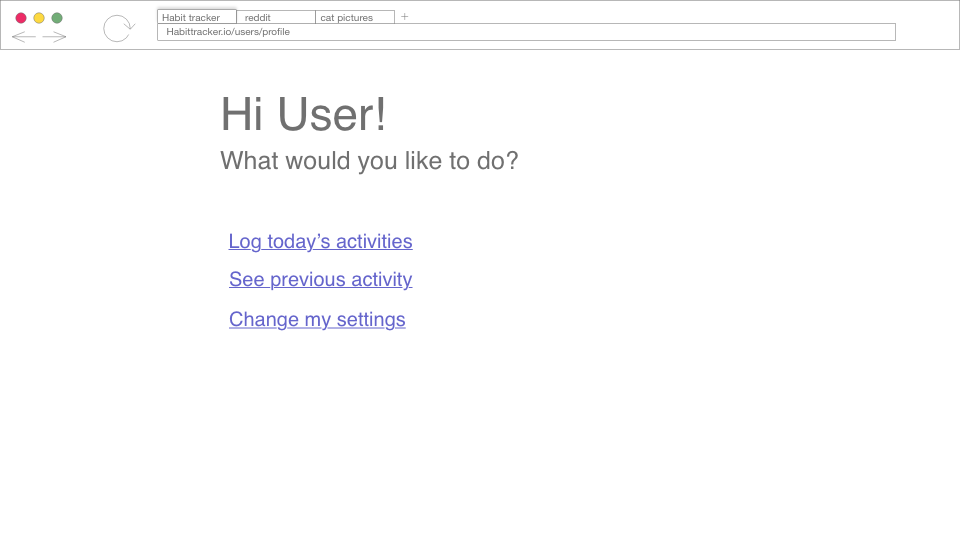 Habit tracker reddit cat pictures +
Habittracker.io/users/profile
Hi User!
What would you like to do?
Log today’s activities
See previous activity
Change my settings